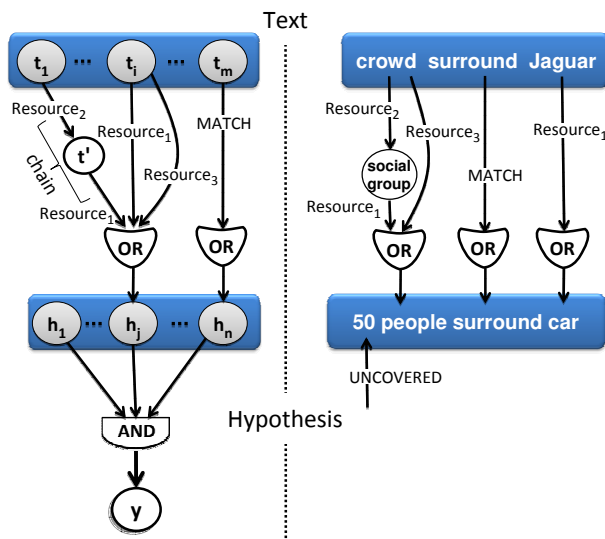 Text
t1 ... ti ... tm
Resource2
Resource1
MATCH
t'
chain
Resource3
Resource1
OR OR
h1 ... hj ... hn
AND
y
Hypothesis
crowd surround Jaguar
Resource2
Resource3
Resource1
social
group
MATCH
Resource1
OR OR OR
50 people surround car
UNCOVERED